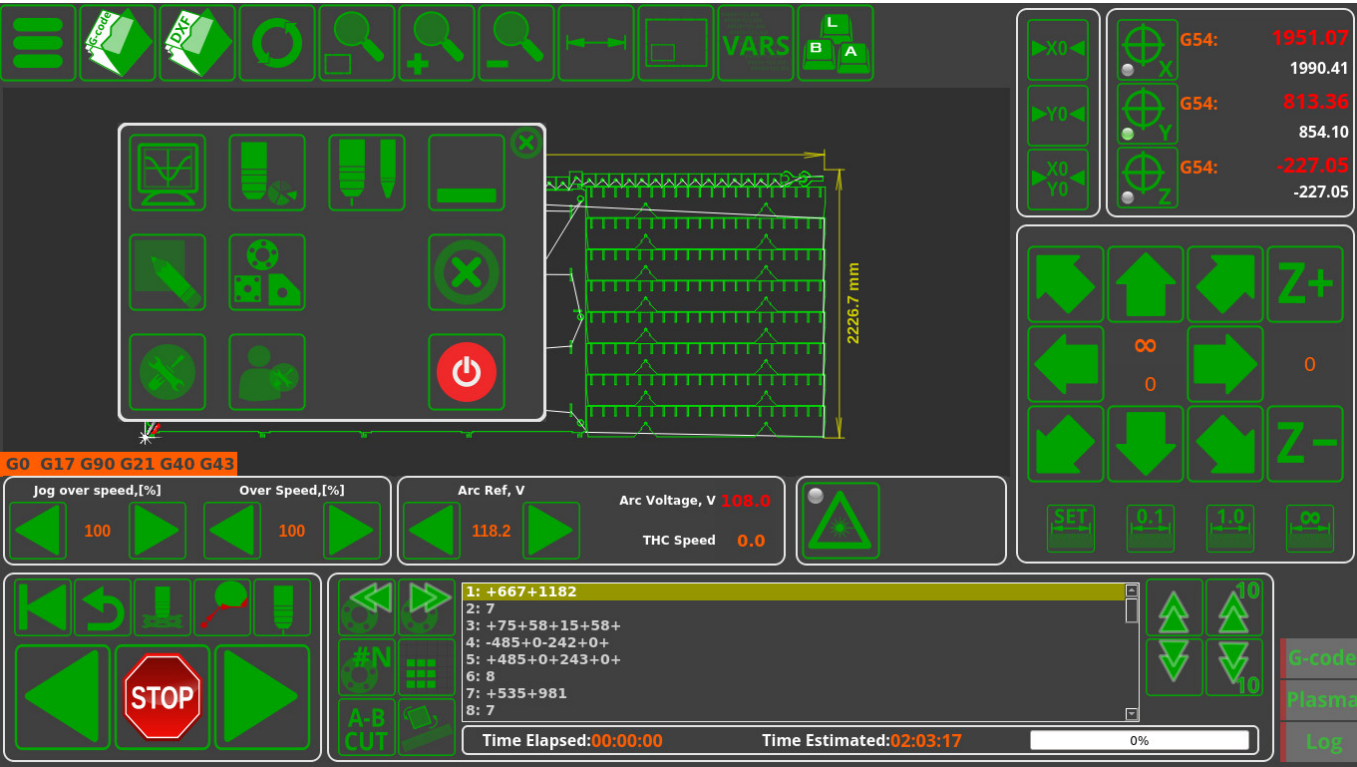 G-code
DXF
VARS
L
B
A
X0
Y0
X0
Y0
X
G54:
1951.07
1990.41
Y
G54:
813.36
854.10
Z
G54:
-227.05
-227.05
2226.7 mm
Z+
∞
0
0
Z−
SET
0.1
1.0
∞
G0 G17 G90 G21 G40 G43
Jog over speed,[%]
100
Over Speed,[%]
100
Arc Ref, V
118.2
Arc Voltage, V 108.0
THC Speed 0.0
STOP
#N
A-B
CUT
1: +667+1182
2: 7
3: +75+58+15+58+
4: -485+0-242+0+
5: +485+0+243+0+
6: 8
7: +535+981
8: 7
10
10
Time Elapsed:00:00:00
Time Estimated:02:03:17
0%
G-code
Plasma
Log